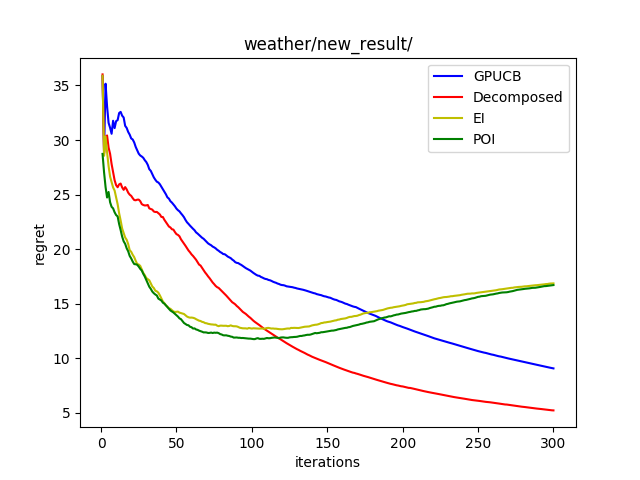 weather/new_result/
GPUCB
Decomposed
EI
POI
regret
35
30
25
20
15
10
5
0 50 100 150 200 250 300
iterations